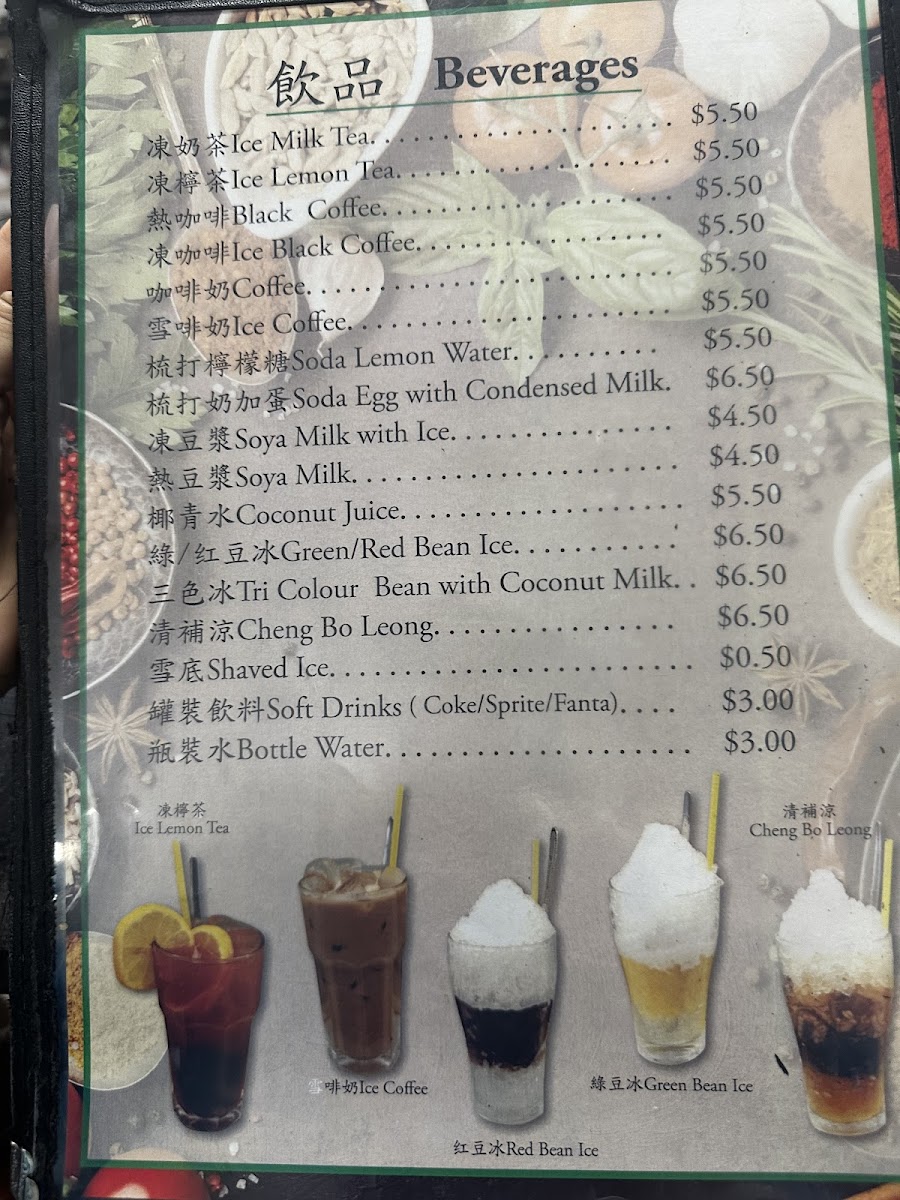 飲品 Beverages
凍奶茶Ice Milk Tea. . . . . . . . . . . . . . . . . . . . . $5.50
凍檸茶Ice Lemon Tea. . . . . . . . . . . . . . . . . . . $5.50
熱咖啡Black Coffee. . . . . . . . . . . . . . . . . . . . $5.50
凍咖啡Ice Black Coffee. . . . . . . . . . . . . . . . . $5.50
咖啡奶Coffee. . . . . . . . . . . . . . . . . . . . . . . . . $5.50
雪啡奶Ice Coffee. . . . . . . . . . . . . . . . . . . . . . $5.50
梳打檸檬糖Soda Lemon Water. . . . . . . . . . $5.50
梳打奶加蛋Soda Egg with Condensed Milk. $6.50
凍豆漿Soya Milk with Ice. . . . . . . . . . . . . . . $4.50
熱豆漿Soya Milk. . . . . . . . . . . . . . . . . . . . . . $4.50
椰青水Coconut Juice. . . . . . . . . . . . . . . . . . . $5.50
綠/红豆冰Green/Red Bean Ice. . . . . . . . . . . $6.50
三色冰Tri Colour Bean with Coconut Milk. . $6.50
清補涼Cheng Bo Leong. . . . . . . . . . . . . . . . $6.50
雪底Shaved Ice. . . . . . . . . . . . . . . . . . . . . . . . $0.50
罐裝飲料Soft Drinks ( Coke/Sprite/Fanta). . . . $3.00
瓶裝水Bottle Water. . . . . . . . . . . . . . . . . . . . . $3.00
凍檸茶
Ice Lemon Tea
清補涼
Cheng Bo Leong
雪啡奶Ice Coffee
綠豆冰Green Bean Ice
红豆冰Red Bean Ice